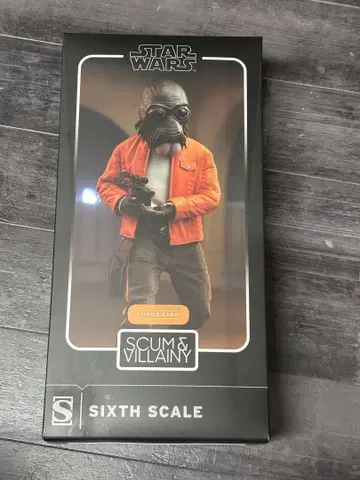 STAR
WARS
SCUM &
VILLAINY
S
SIXTH SCALE